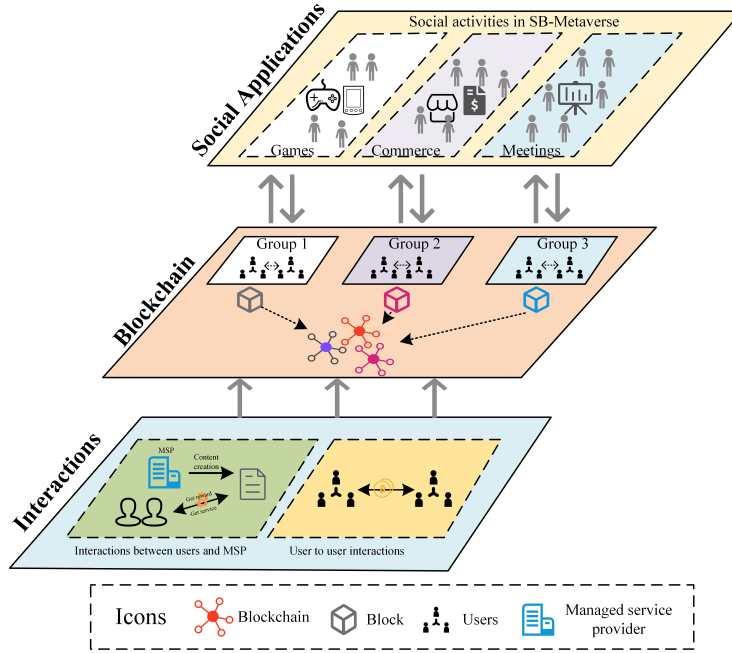 Social Applications
Social activities in SB-Metaverse
Games
Commerce
Meetings
$
Blockchain
Group 1
Group 2
Group 3
Interactions
MSP
Content
creation
Get reward
Get service
Interactions between users and MSP
User to user interactions
Icons
Blockchain
Block
Users
Managed service
provider